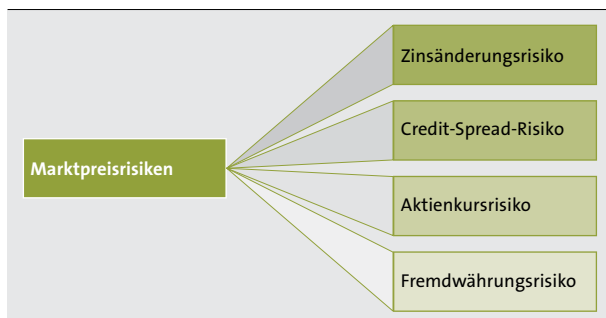 Marktpreisrisiken
Zinsänderungsrisiko
Credit-Spread-Risiko
Aktienkursrisiko
Fremdwährungsrisiko